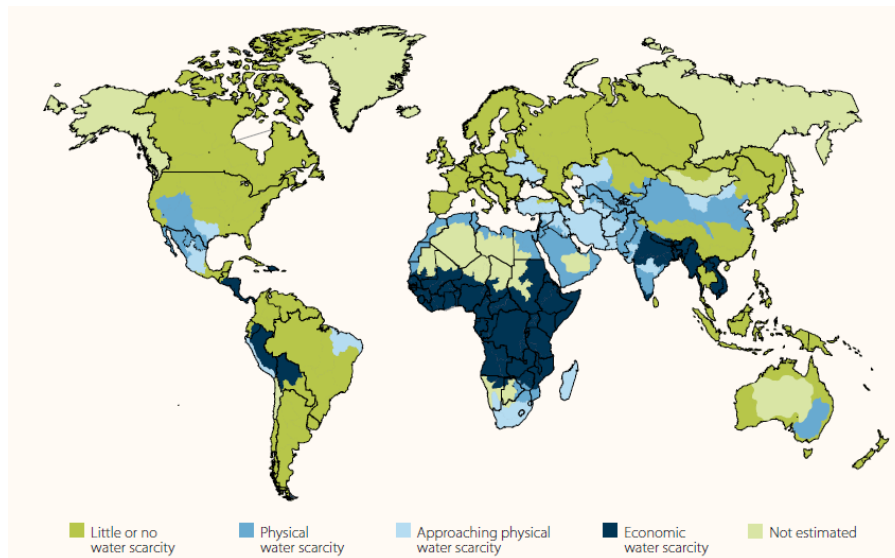 Little or no
water scarcity
Physical
water scarcity
Approaching physical
water scarcity
Economic
water scarcity
Not estimated